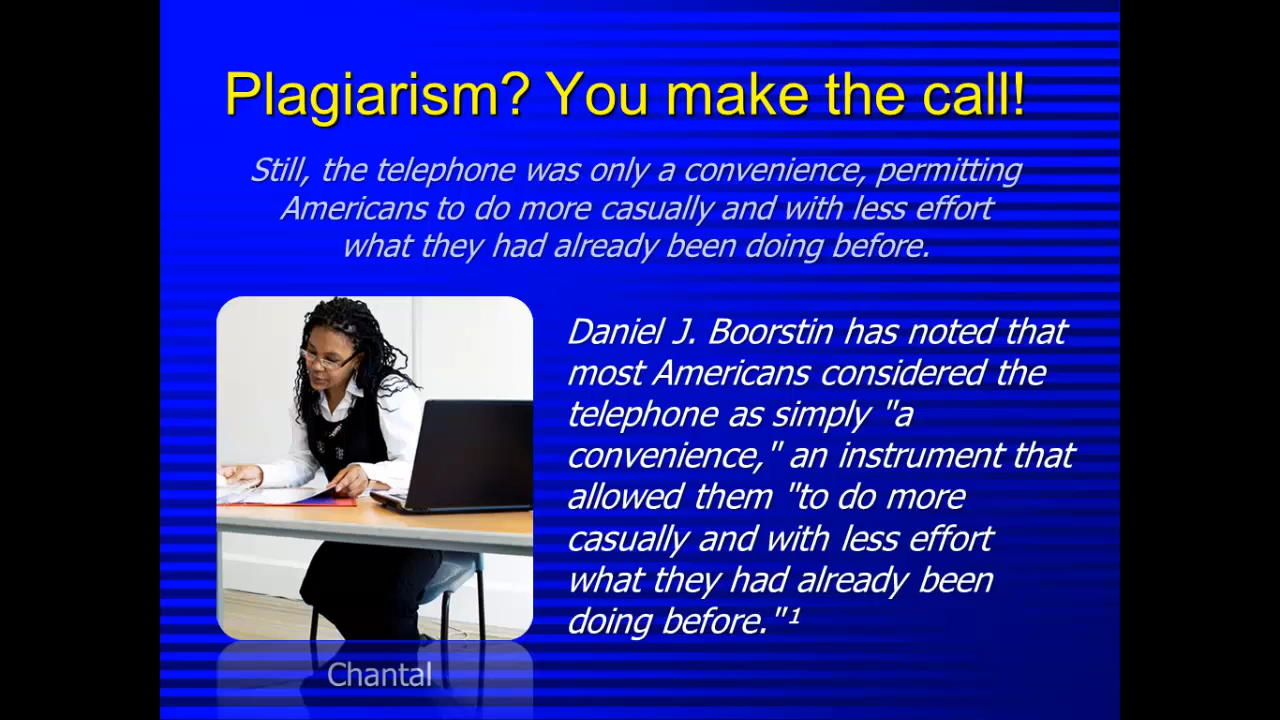 Plagiarism? You make the call!
Still, the telephone was only a convenience, permitting
Americans to do more casually and with less effort
what they had already been doing before.
Daniel J. Boorstin has noted that
most Americans considered the
telephone as simply "a
convenience," an instrument that
allowed them "to do more
casually and with less effort
what they had already been
doing before."¹
Chantal